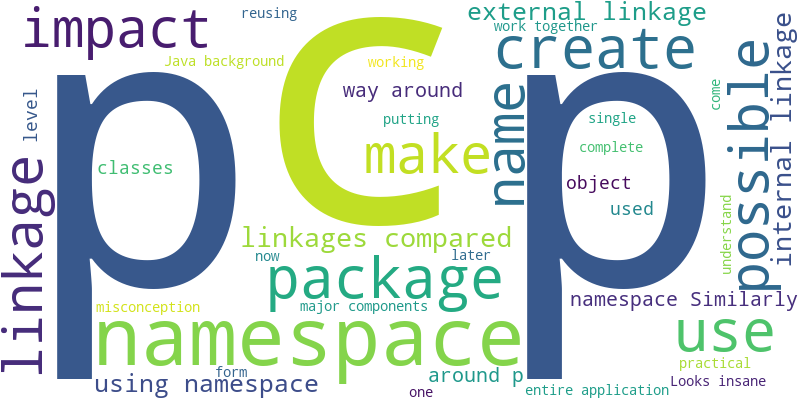 impact
reusing
external linkage
work together
Java background
working
create
way around
level
putting
come
single
make
name
complete
possible
internal linkage
classes
object
p c p
used
linkage
understand
linkages compared
now
later
package
namespace Similarly
misconception
major components
namespace
use
practical
form
around p
Looks insane
using namespace
one
entire application